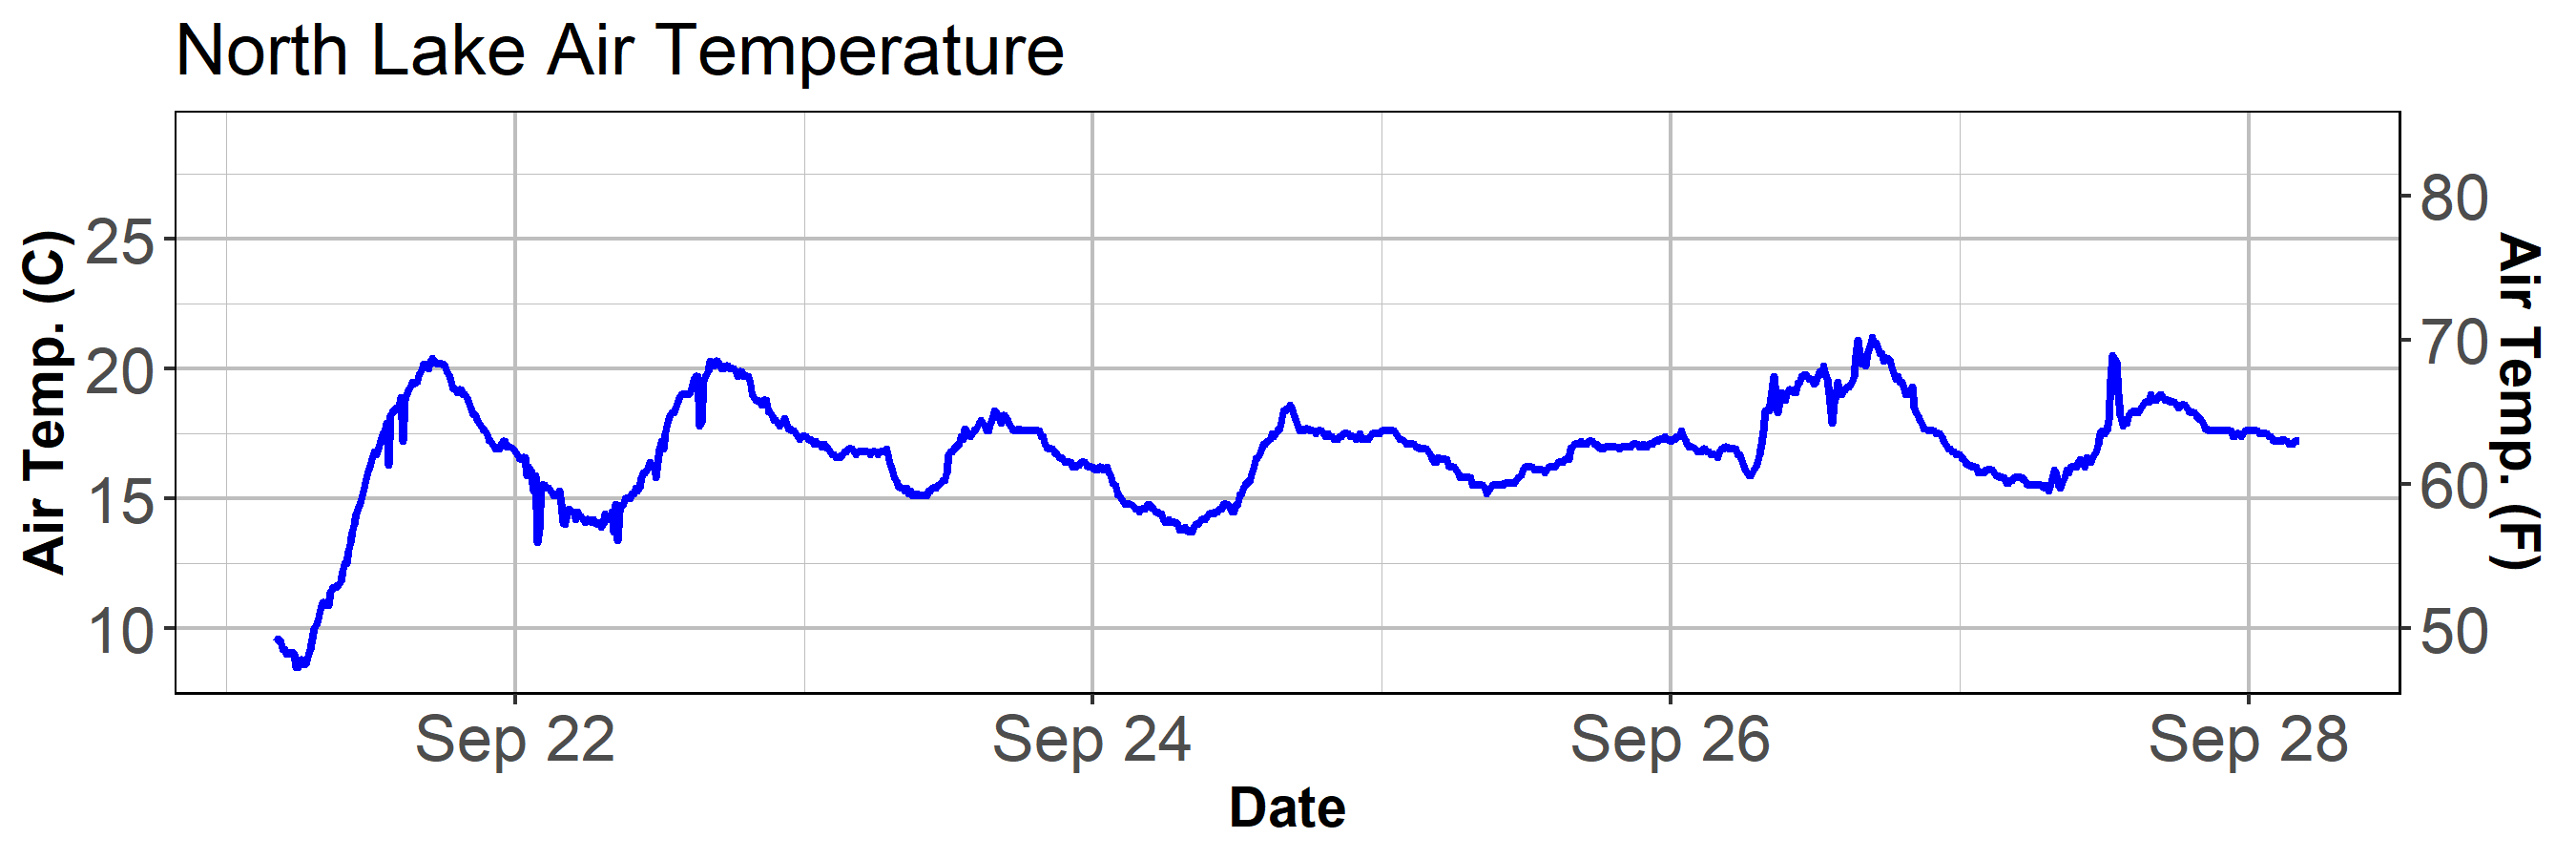 North Lake Air Temperature
Air Temp. (C)
25
20
15
10
80
70
60
50
Air Temp. (F)
Sep 22
Sep 24
Sep 26
Sep 28
Date